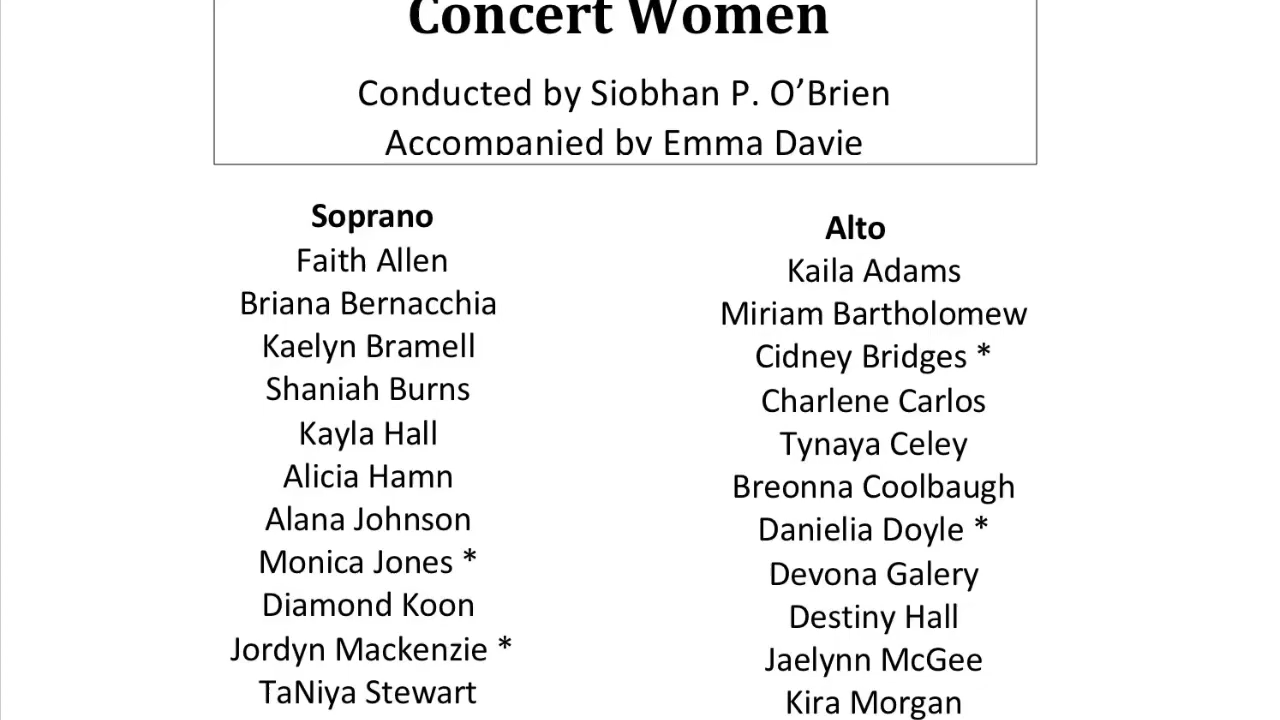 Concert Women
Conducted by Siobhan P. O’Brien
Accompanied by Emma Davie
Soprano
Faith Allen
Briana Bernacchia
Kaelyn Bramell
Shaniah Burns
Kayla Hall
Alicia Hamn
Alana Johnson
Monica Jones *
Diamond Koon
Jordyn Mackenzie *
TaNiya Stewart
Alto
Kaila Adams
Miriam Bartholomew
Cidney Bridges *
Charlene Carlos
Tynaya Celey
Breonna Coolbaugh
Danielia Doyle *
Devona Galery
Destiny Hall
Jaelynn McGee
Kira Morgan